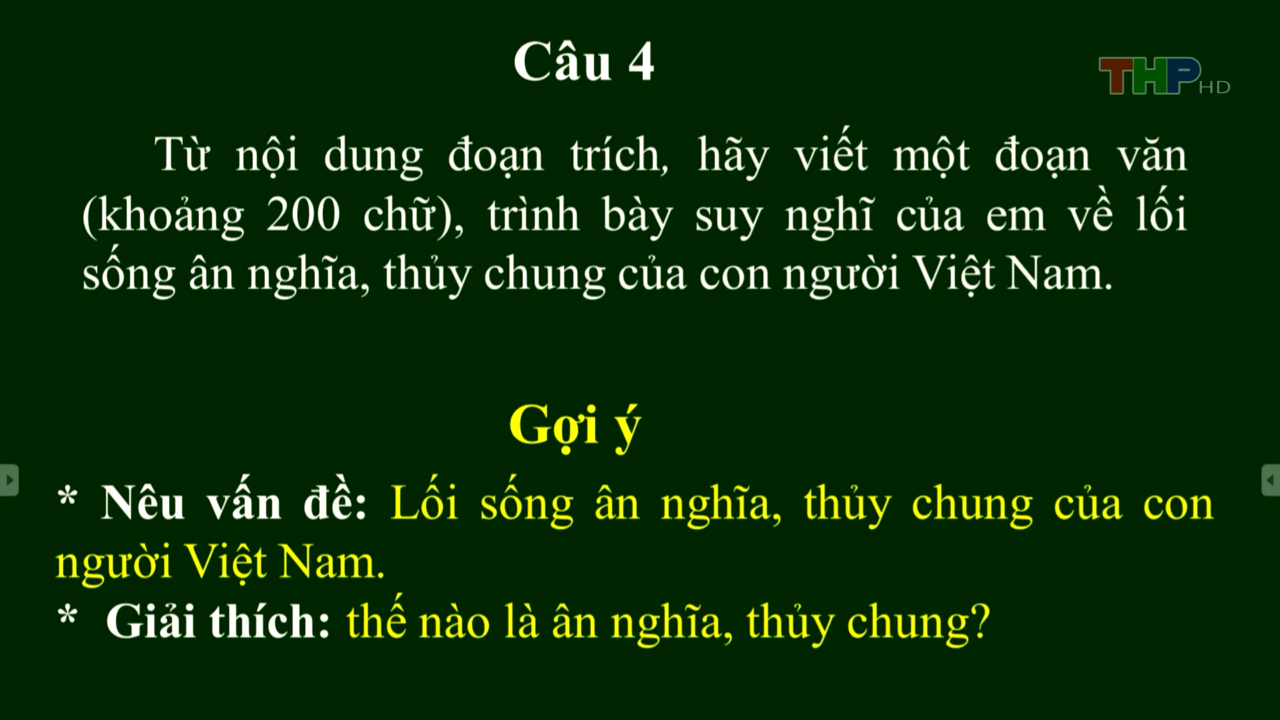 Câu 4
THP HD
Từ nội dung đoạn trích, hãy viết một đoạn văn
(khoảng 200 chữ), trình bày suy nghĩ của em về lối
sống ân nghĩa, thủy chung của con người Việt Nam.
Gợi ý
* Nêu vấn đề: Lối sống ân nghĩa, thủy chung của con
người Việt Nam.
* Giải thích: thế nào là ân nghĩa, thủy chung?